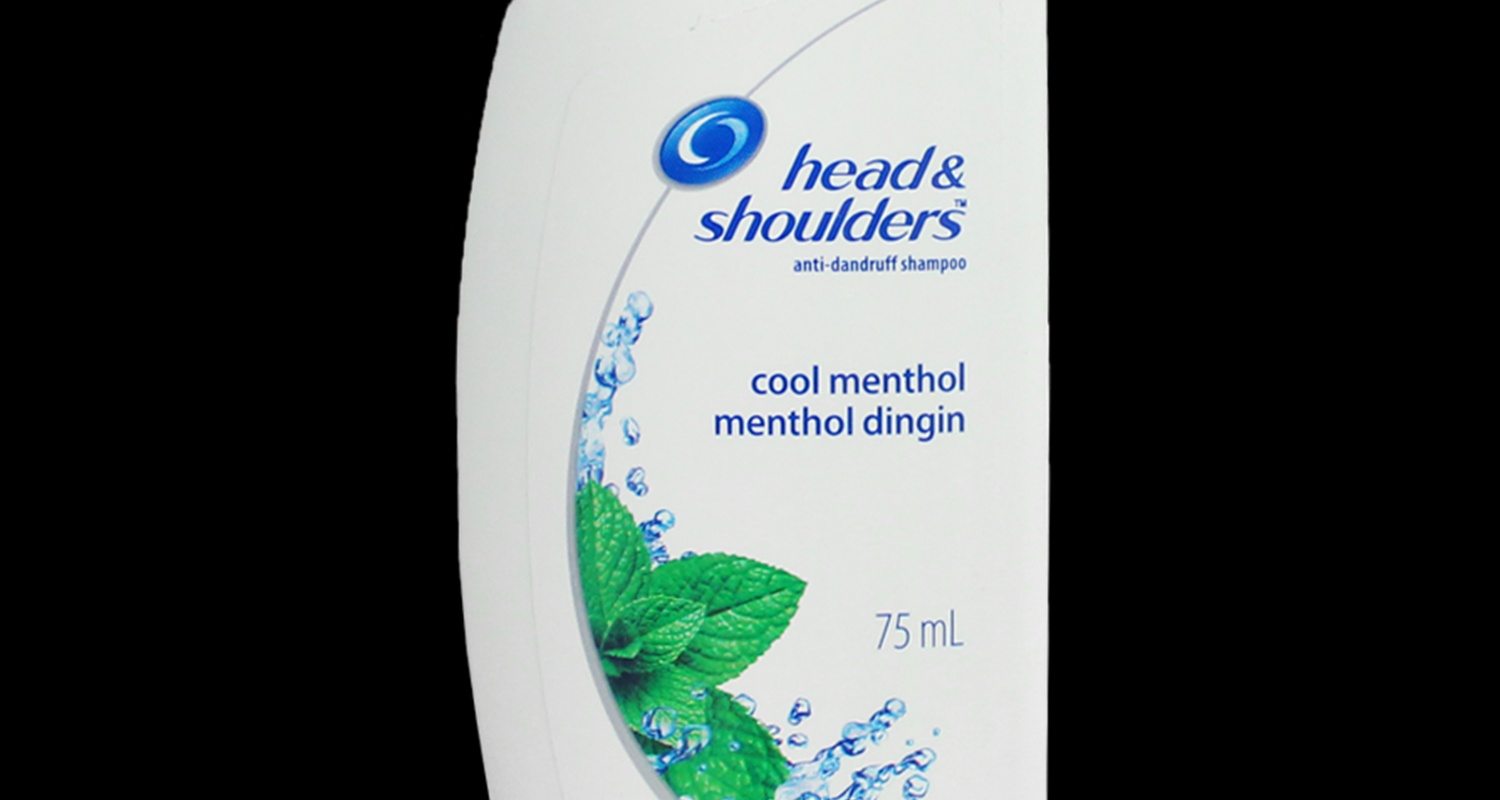 head &
shoulders™
anti-dandruff shampoo
cool menthol
menthol dingin
75 mL